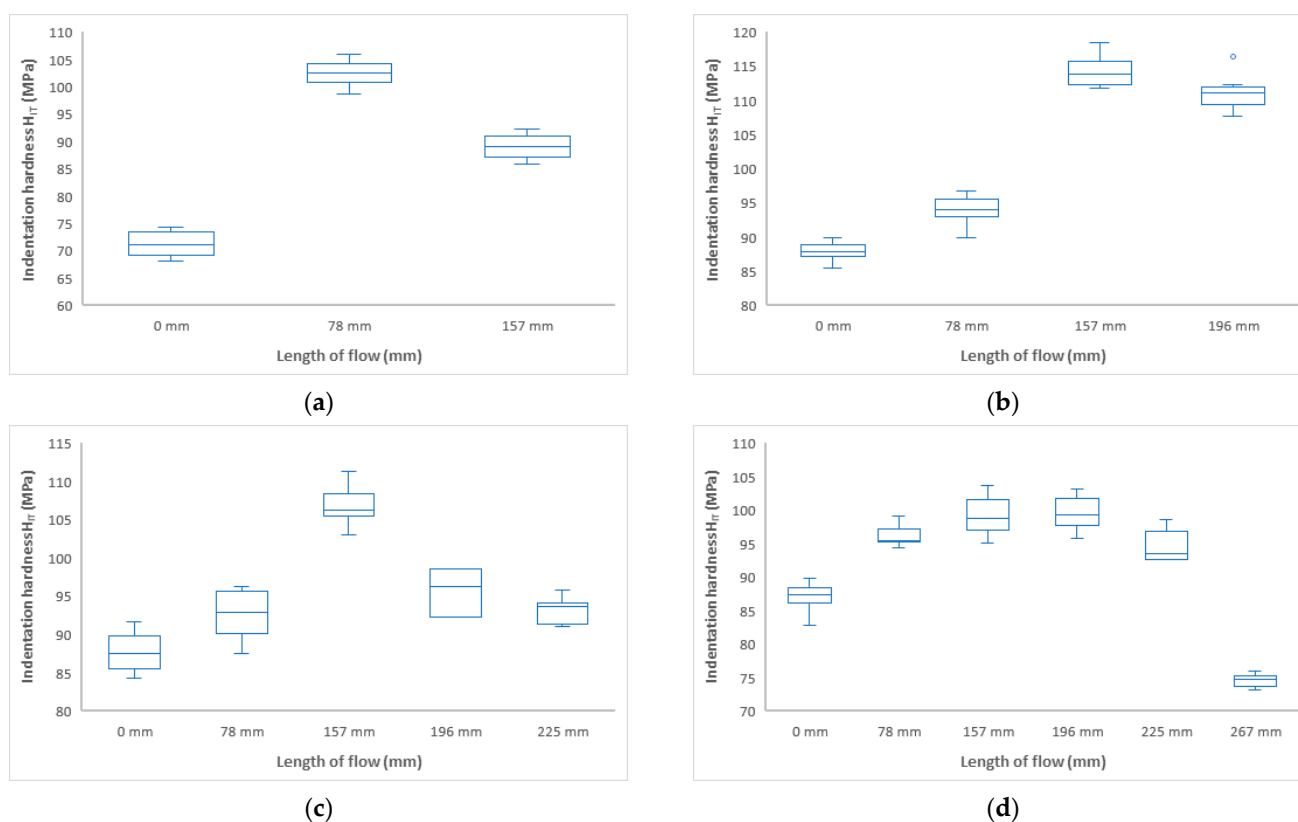 Indentation hardness H_IT (MPa)
110
105
100
95
90
85
80
75
70
65
60
0 mm 78 mm 157 mm
Length of flow (mm)
(a)
Indentation hardness H_IT (MPa)
120
115
110
105
100
95
90
85
80
0 mm 78 mm 157 mm 196 mm
Length of flow (mm)
(b)
Indentation hardnessH_IT (MPa)
115
110
105
100
95
90
85
80
0 mm 78 mm 157 mm 196 mm 225 mm
Length of flow (mm)
(c)
Indentation hardnessH_IT (MPa)
110
105
100
95
90
85
80
75
70
0 mm 78 mm 157 mm 196 mm 225 mm 267 mm
Length of flow (mm)
(d)